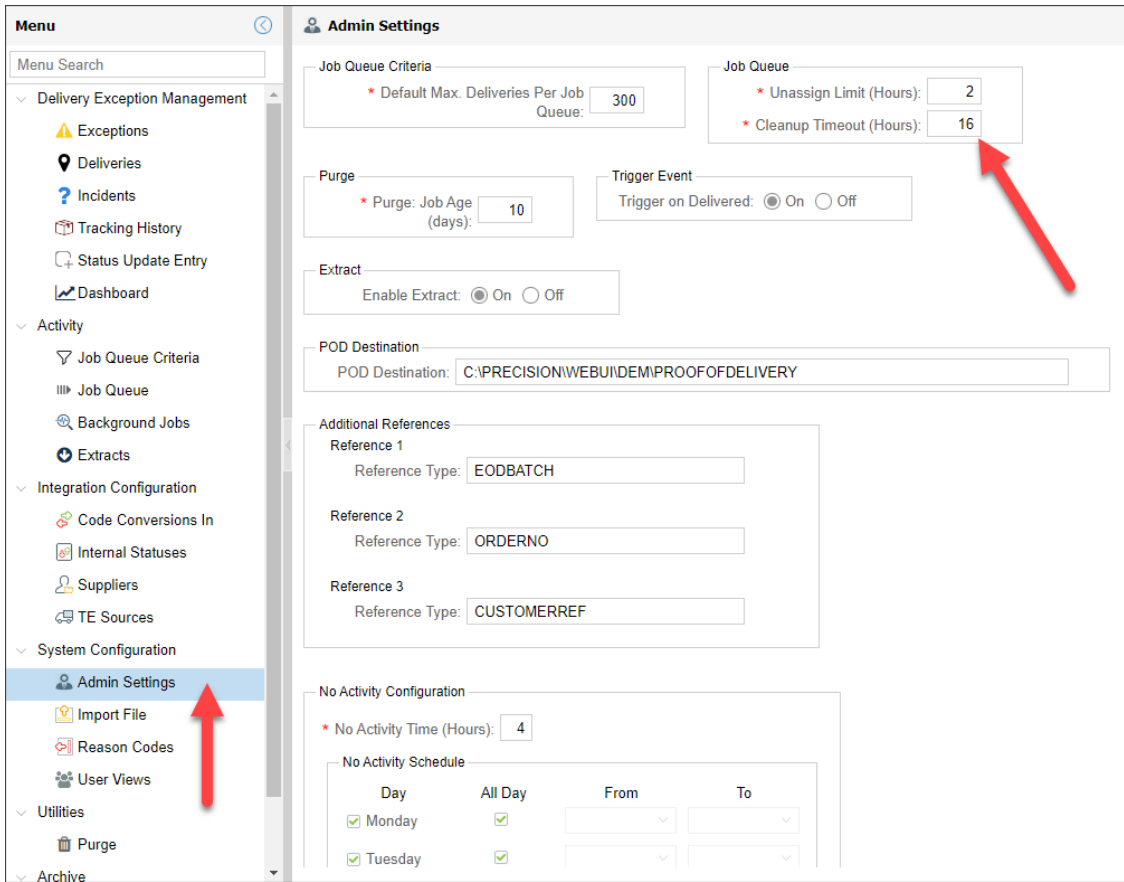 Menu
Menu Search
Delivery Exception Management
Exceptions
Deliveries
Incidents
Tracking History
Status Update Entry
Dashboard
Activity
Job Queue Criteria
Job Queue
Background Jobs
Extracts
Integration Configuration
Code Conversions In
Internal Statuses
Suppliers
TE Sources
System Configuration
Admin Settings
Import File
Reason Codes
User Views
Utilities
Purge
Archive
Admin Settings
Job Queue Criteria
* Default Max. Deliveries Per Job
Queue: 300
Job Queue
* Unassign Limit (Hours): 2
* Cleanup Timeout (Hours): 16
Purge
* Purge: Job Age
(days): 10
Trigger Event
Trigger on Delivered: On Off
Extract
Enable Extract: On Off
POD Destination
POD Destination: C:\PRECISION\WEBUI\DEM\PROOFOFDELIVERY
Additional References
Reference 1
Reference Type: EODBATCH
Reference 2
Reference Type: ORDERNO
Reference 3
Reference Type: CUSTOMERREF
No Activity Configuration
* No Activity Time (Hours): 4
No Activity Schedule
Day All Day From To
Monday
Tuesday